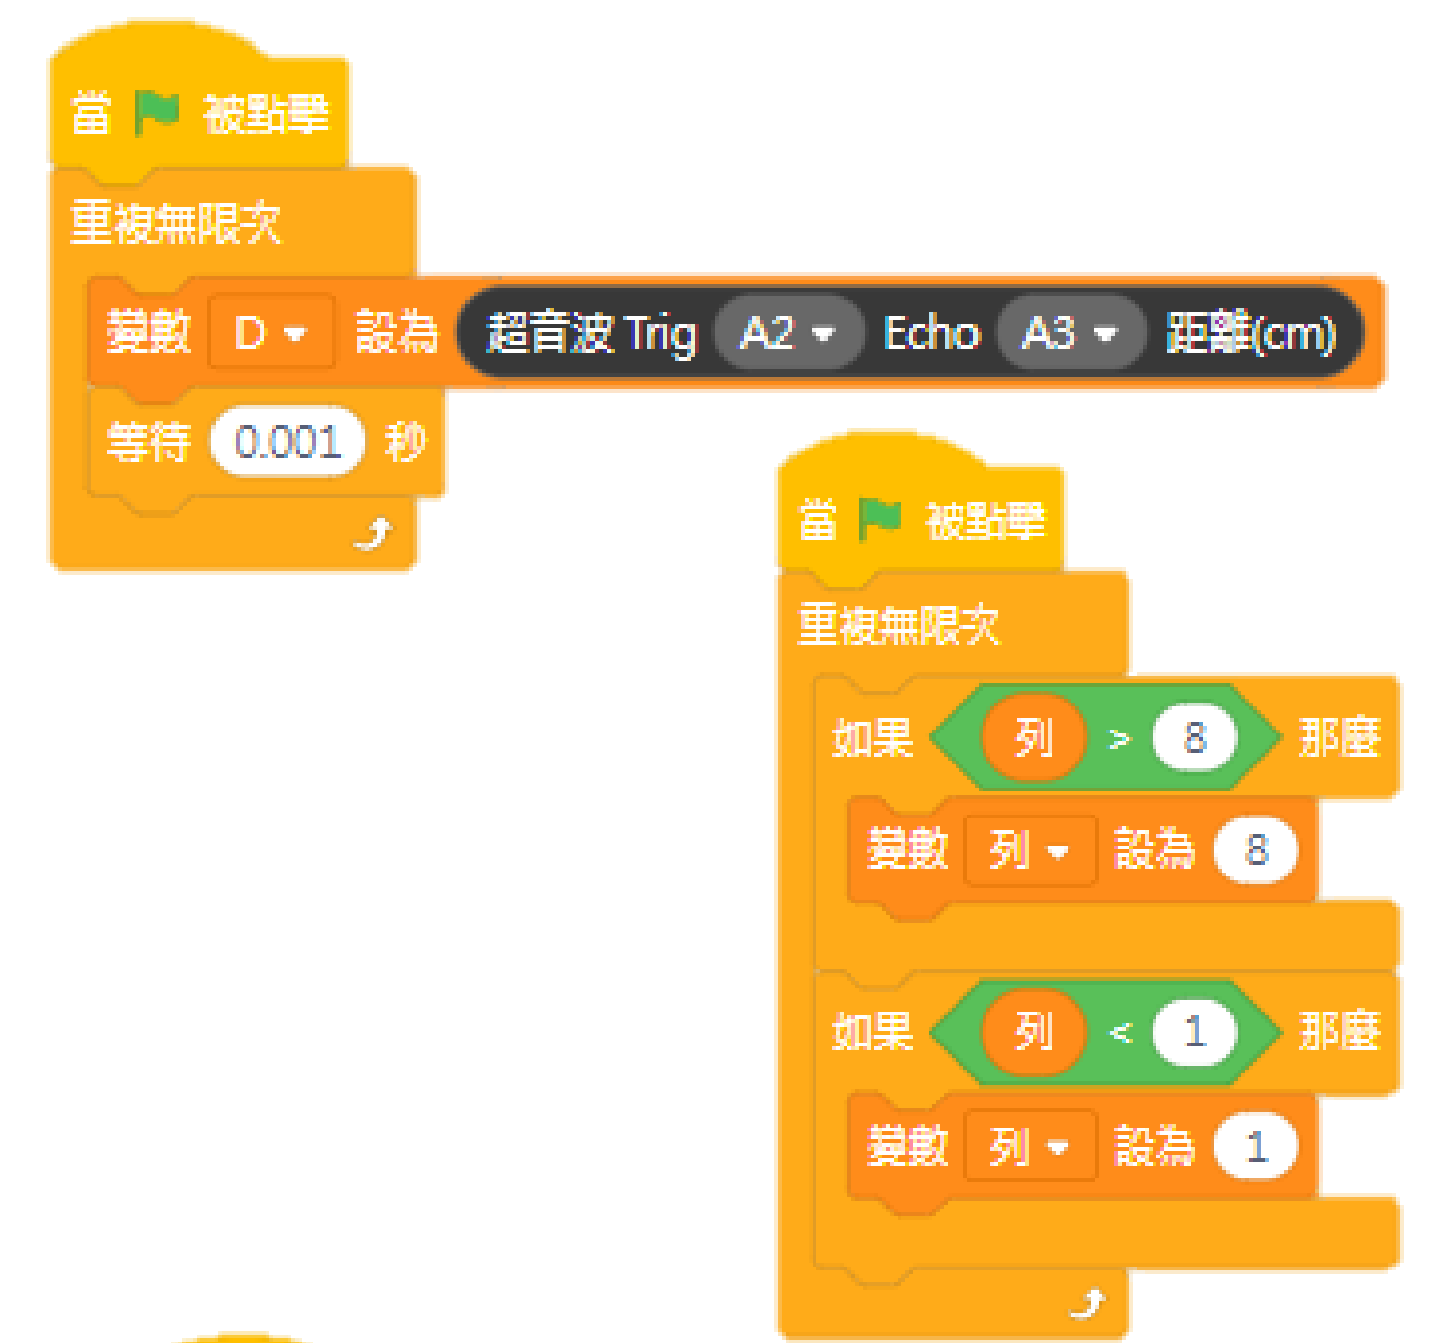 當 被點擊
重複無限次
變數 D 設為 超音波 Trig A2 Echo A3 距離(cm)
等待 0.001 秒
當 被點擊
重複無限次
如果 列 > 8 那麼
變數 列 設為 8
如果 列 < 1 那麼
變數 列 設為 1